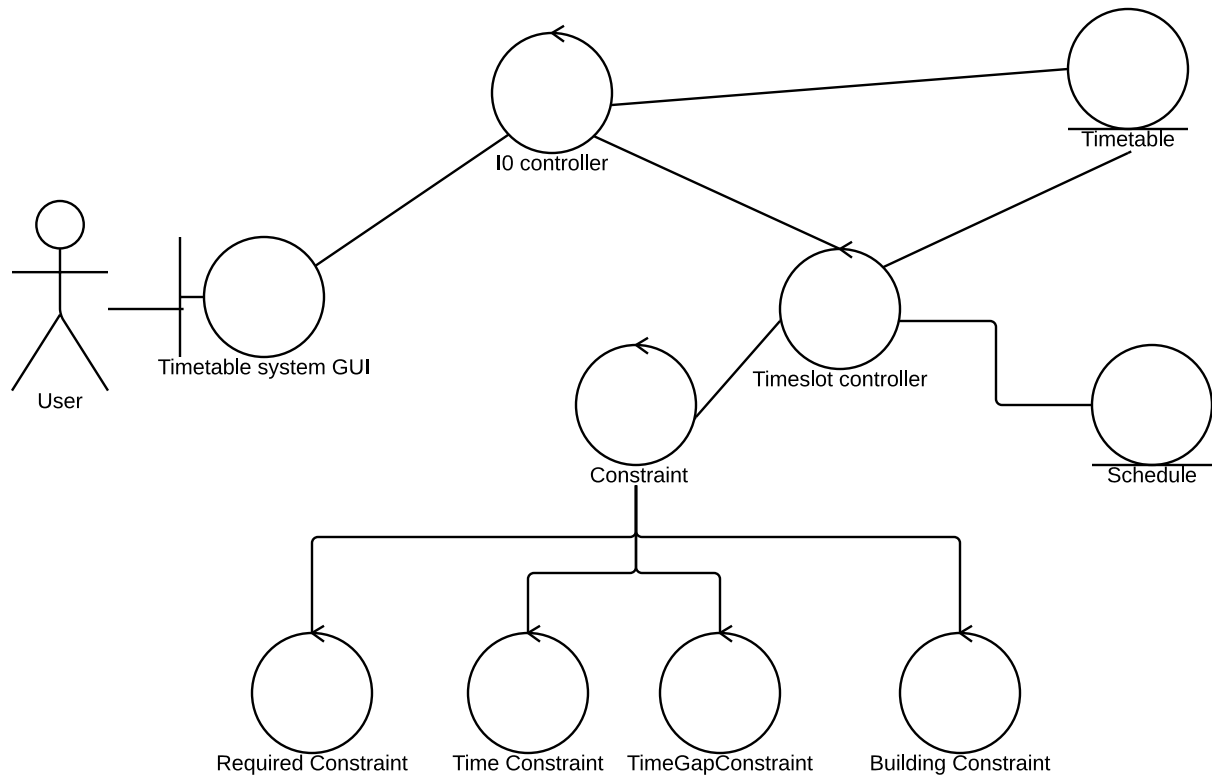 I0 controller
Timetable
Timetable system GUI
Timeslot controller
User
Constraint
Schedule
Required Constraint
Time Constraint
TimeGapConstraint
Building Constraint